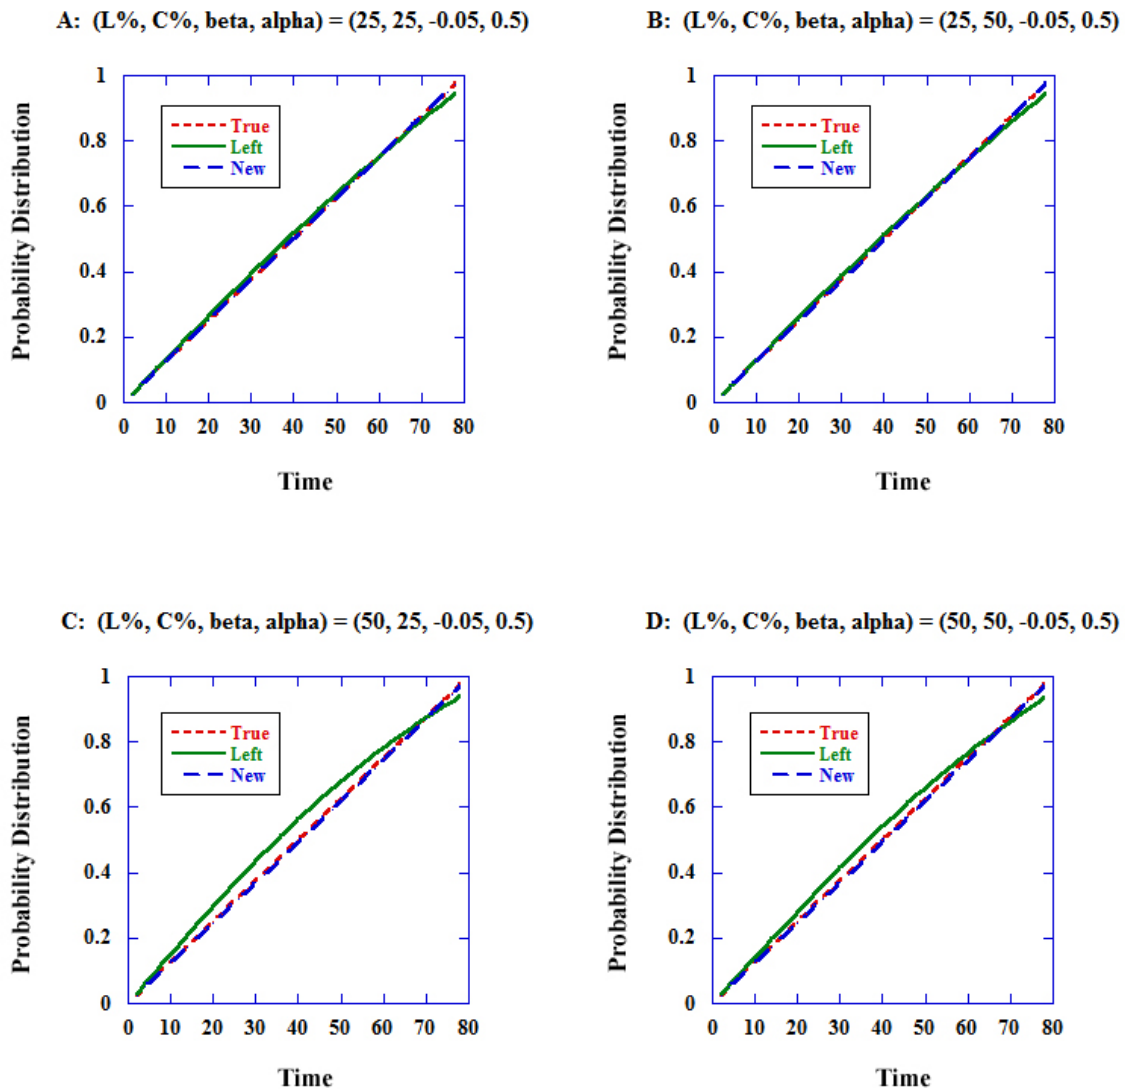 A: (L%, C%, beta, alpha) = (25, 25, -0.05, 0.5)
Probability Distribution
1
0.8
0.6
0.4
0.2
0
True
Left
New
0 10 20 30 40 50 60 70 80
Time
B: (L%, C%, beta, alpha) = (25, 50, -0.05, 0.5)
Probability Distribution
1
0.8
0.6
0.4
0.2
0
True
Left
New
0 10 20 30 40 50 60 70 80
Time
C: (L%, C%, beta, alpha) = (50, 25, -0.05, 0.5)
Probability Distribution
1
0.8
0.6
0.4
0.2
0
True
Left
New
0 10 20 30 40 50 60 70 80
Time
D: (L%, C%, beta, alpha) = (50, 50, -0.05, 0.5)
Probability Distribution
1
0.8
0.6
0.4
0.2
0
True
Left
New
0 10 20 30 40 50 60 70 80
Time